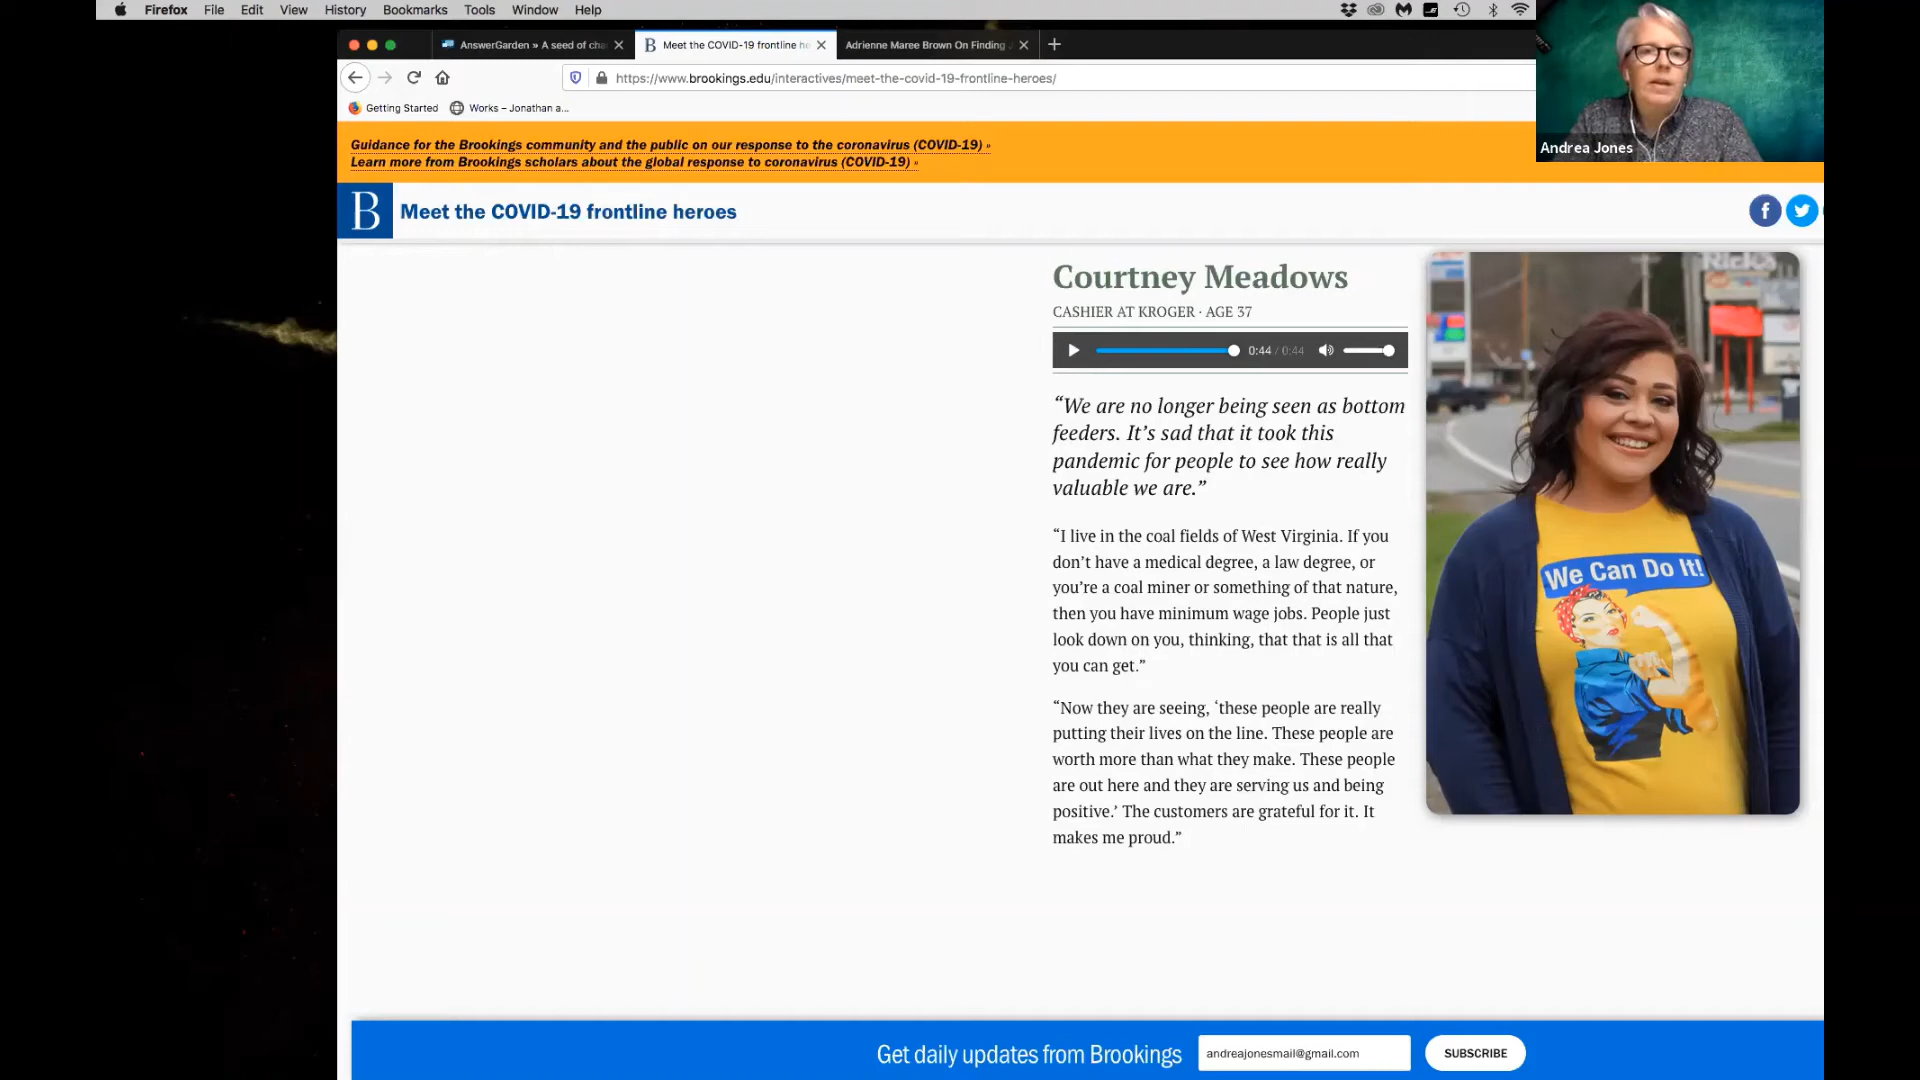 Firefox File Edit View History Bookmarks Tools Window Help
AnswerGarden » A seed of cha
Meet the COVID-19 frontline he
Adrienne Maree Brown On Finding
https://www.brookings.edu/interactives/meet-the-covid-19-frontline-heroes/
Getting Started
Works – Jonathan a...
Andrea Jones
Guidance for the Brookings community and the public on our response to the coronavirus (COVID-19) »
Learn more from Brookings scholars about the global response to coronavirus (COVID-19) »
B
Meet the COVID-19 frontline heroes
f
Courtney Meadows
CASHIER AT KROGER · AGE 37
0:44 / 0:44
“We are no longer being seen as bottom
feeders. It’s sad that it took this
pandemic for people to see how really
valuable we are.”
“I live in the coal fields of West Virginia. If you
don’t have a medical degree, a law degree, or
you’re a coal miner or something of that nature,
then you have minimum wage jobs. People just
look down on you, thinking, that that is all that
you can get.”
“Now they are seeing, ‘these people are really
putting their lives on the line. These people are
worth more than what they make. These people
are out here and they are serving us and being
positive.’ The customers are grateful for it. It
makes me proud.”
Rick's
We Can Do It!
Get daily updates from Brookings
andreajonesmail@gmail.com
SUBSCRIBE